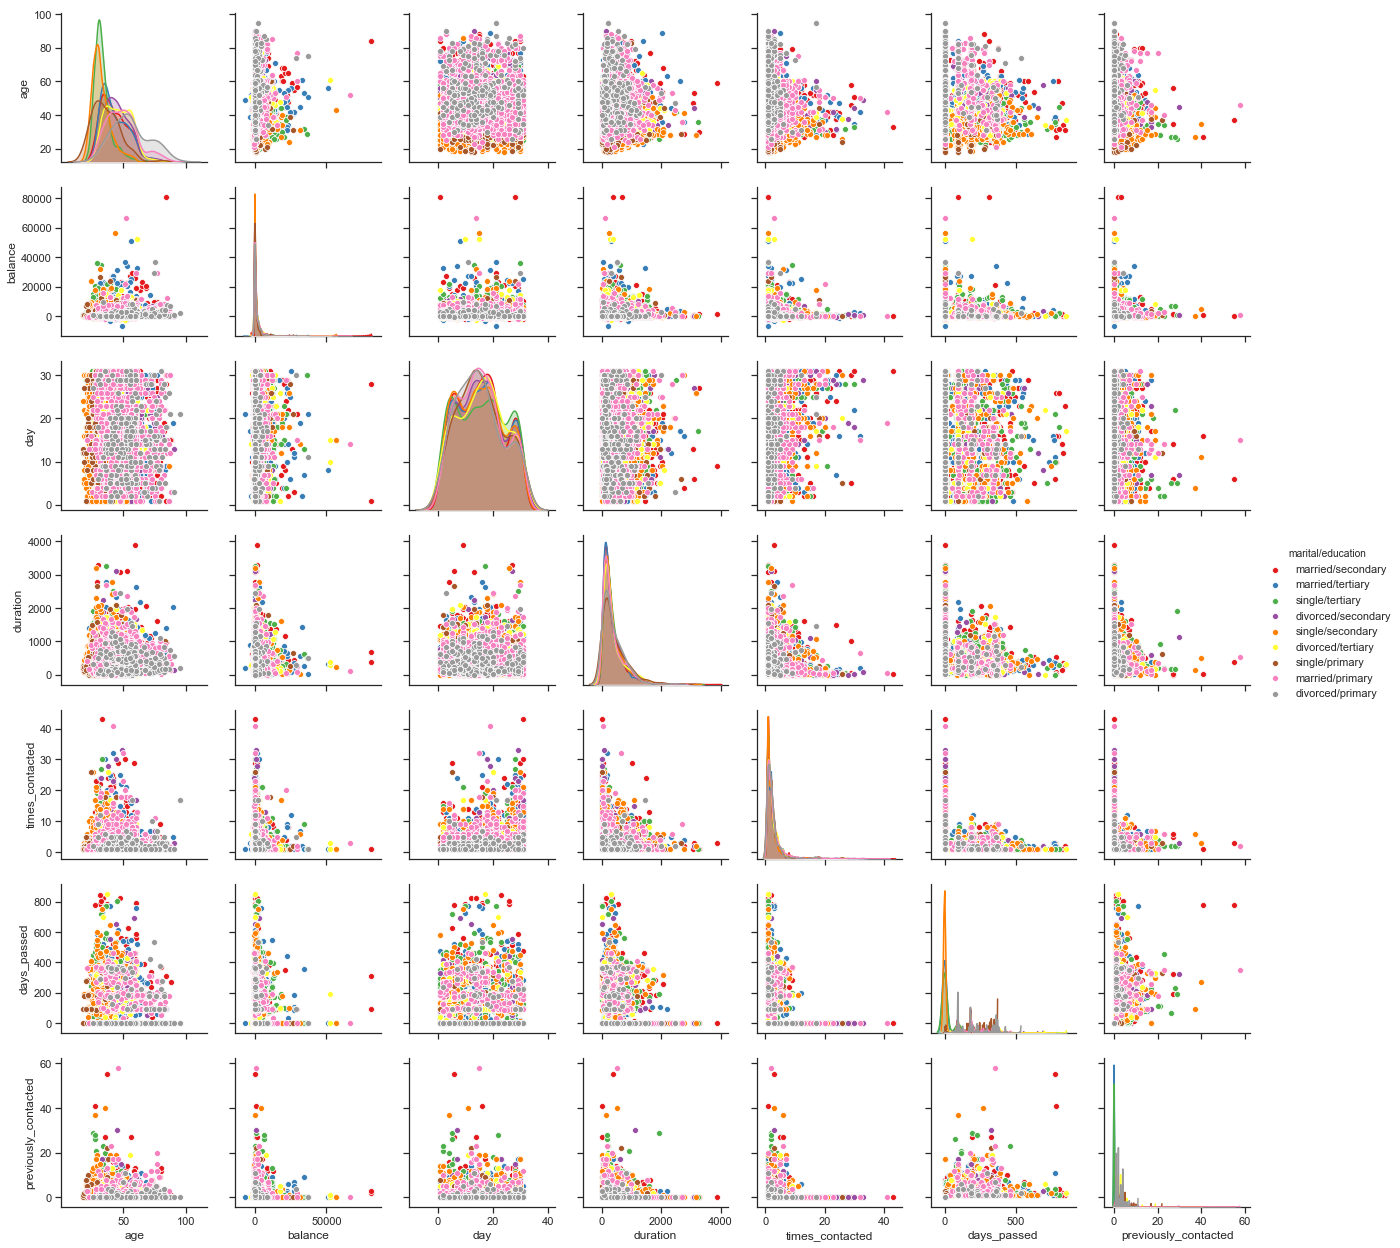 100
80
60
40
20
age
80000
60000
40000
20000
0
balance
30
20
10
0
day
4000
3000
2000
1000
0
duration
marital/education
married/secondary
married/tertiary
single/tertiary
divorced/secondary
single/secondary
divorced/tertiary
single/primary
married/primary
divorced/primary
40
30
20
10
0
times_contacted
800
600
400
200
0
days_passed
60
40
20
0
previously_contacted
50 100
age
0 50000
balance
0 20 40
day
0 2000 4000
duration
0 20 40
times_contacted
0 500
days_passed
0 20 40 60
previously_contacted